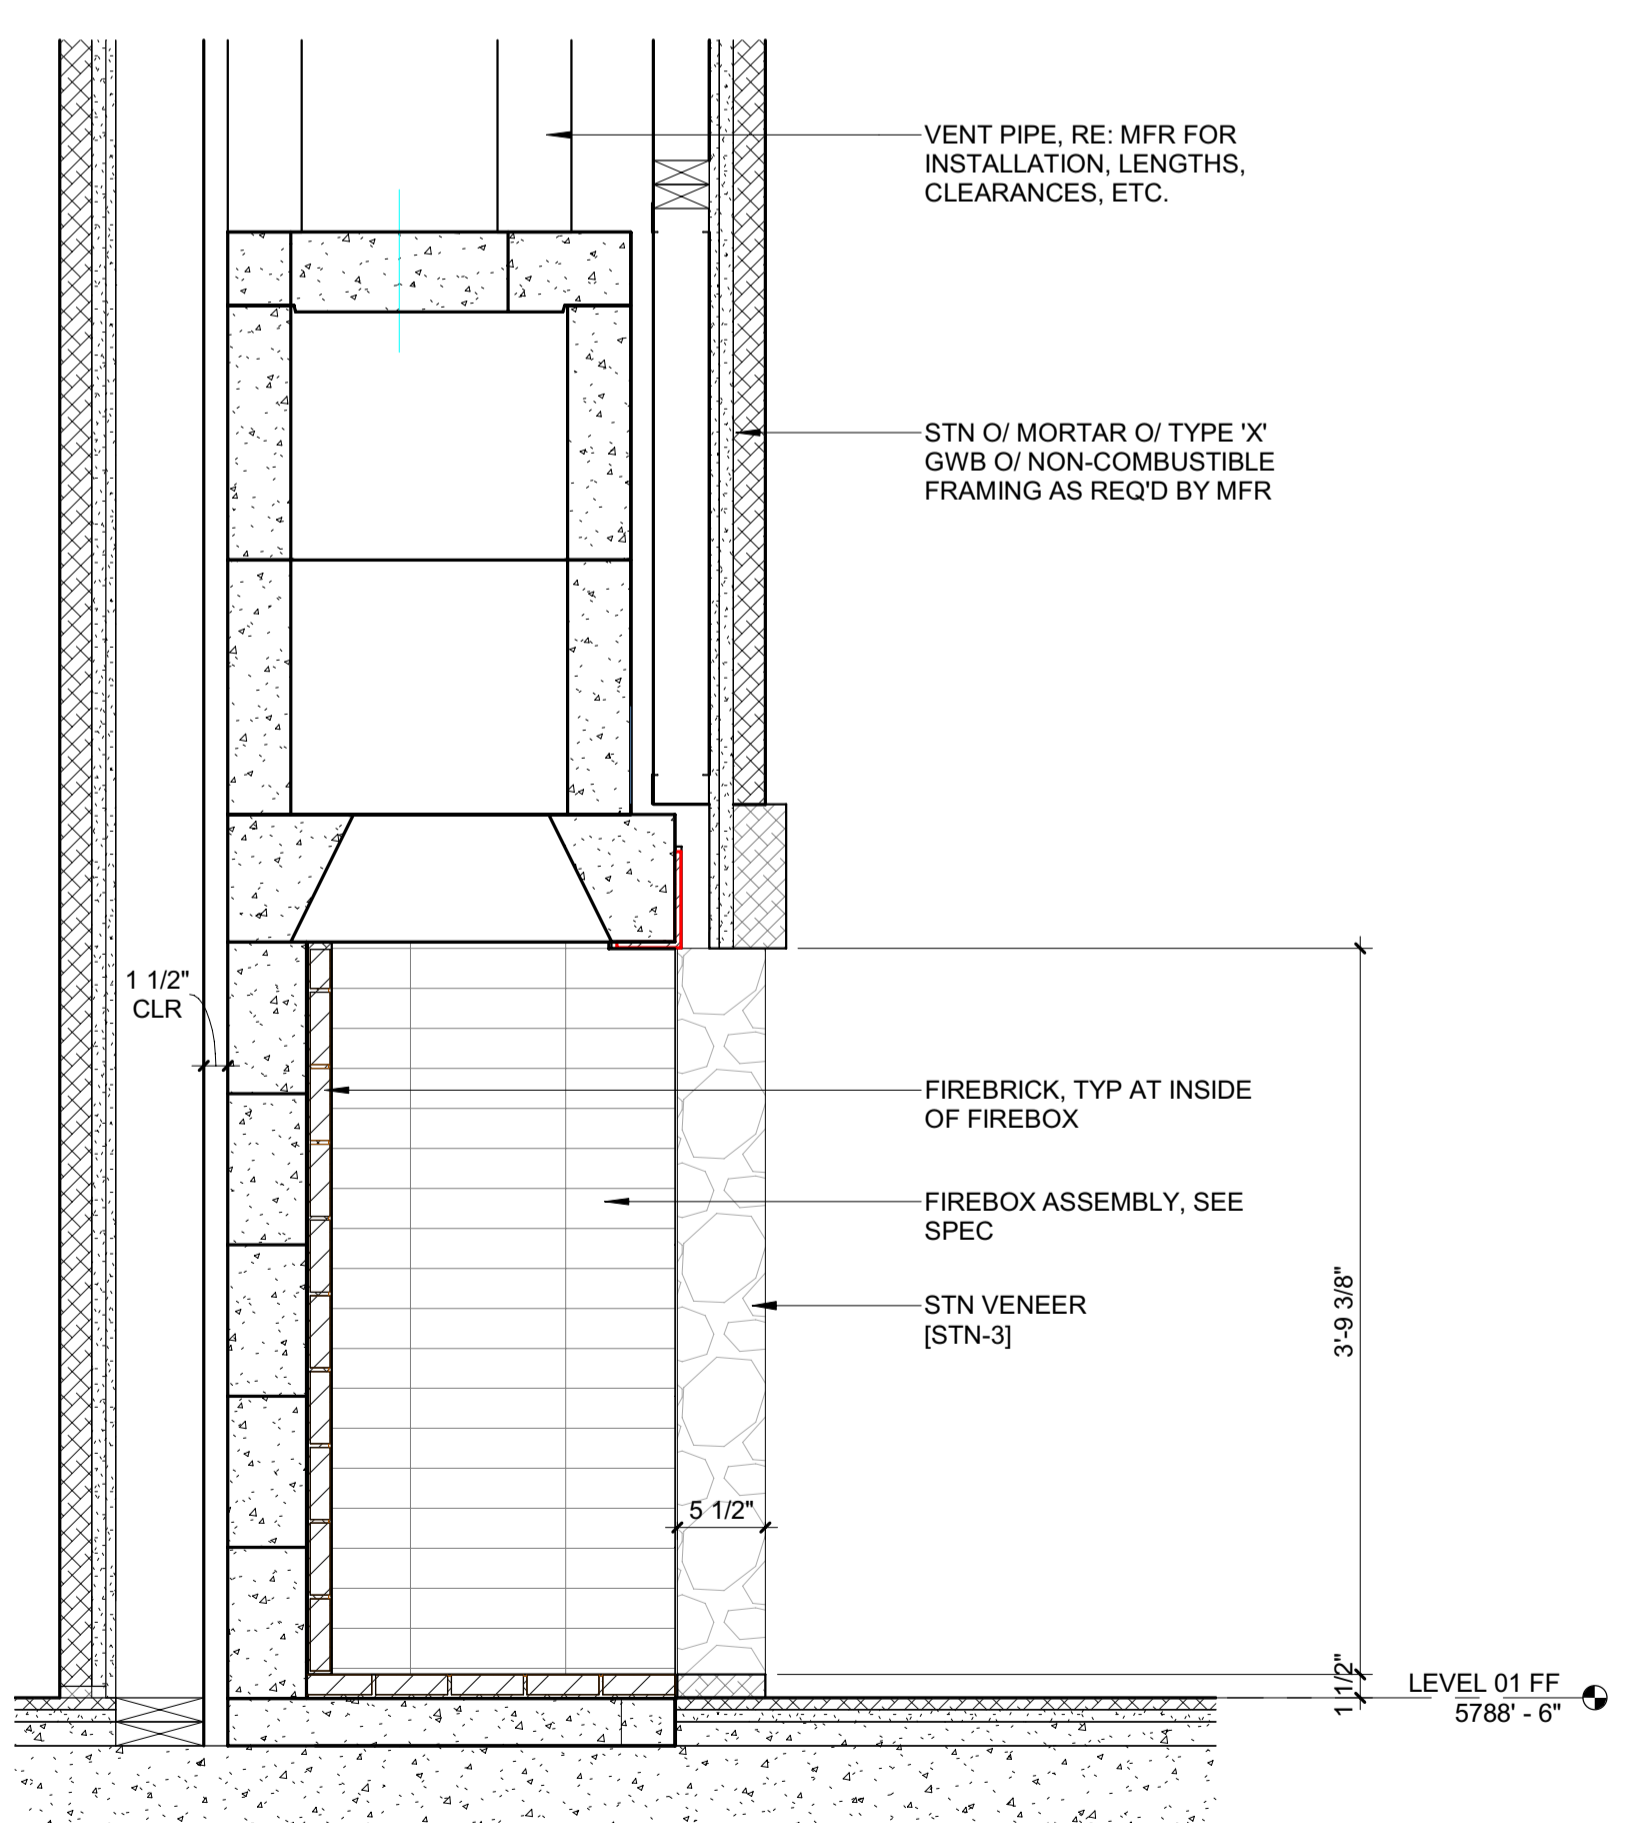 VENT PIPE, RE: MFR FOR
INSTALLATION, LENGTHS,
CLEARANCES, ETC.
STN O/ MORTAR O/ TYPE 'X'
GWB O/ NON-COMBUSTIBLE
FRAMING AS REQ'D BY MFR
1 1/2"
CLR
FIREBRICK, TYP AT INSIDE
OF FIREBOX
FIREBOX ASSEMBLY, SEE
SPEC
STN VENEER
[STN-3]
3'-9 3/8"
5 1/2"
1 1/2"
LEVEL 01 FF
5788' - 6"